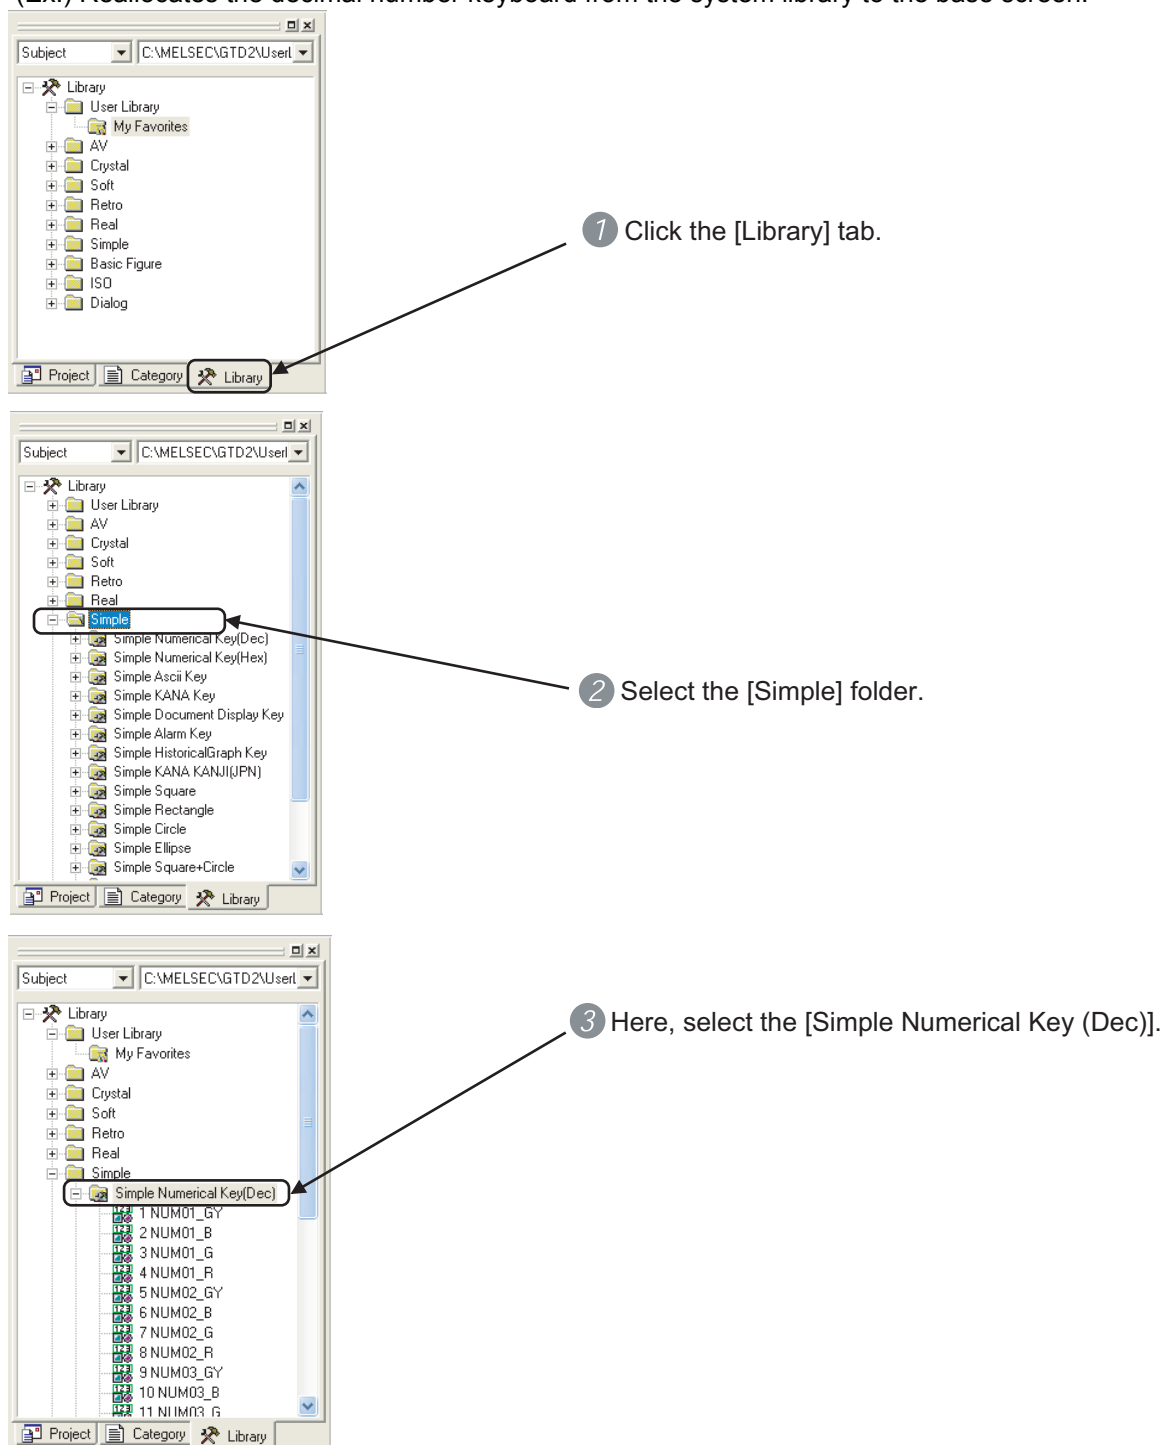 (Ex.) Reallocates the decimal number keyboard from the system library to the base screen.
Subject C:\MELSEC\GTD2\UserL
Library
User Library
My Favorites
AV
Crystal
Soft
Retro
Real
Simple
Basic Figure
ISO
Dialog
Project Category Library
1 Click the [Library] tab.
Subject C:\MELSEC\GTD2\Userl
Library
User Library
AV
Crystal
Soft
Retro
Real
Simple
Simple Numerical Key(Dec)
Simple Numerical Key(Hex)
Simple Ascii Key
Simple KANA Key
Simple Document Display Key
Simple Alarm Key
Simple HistoricalGraph Key
Simple KANA KANJI(JPN)
Simple Square
Simple Rectangle
Simple Circle
Simple Ellipse
Simple Square+Circle
Project Category Library
2 Select the [Simple] folder.
Subject C:\MELSEC\GTD2\UserL
Library
User Library
My Favorites
AV
Crystal
Soft
Retro
Real
Simple
Simple Numerical Key(Dec)
1 NUM01_GY
2 NUM01_B
3 NUM01_G
4 NUM01_R
5 NUM02_GY
6 NUM02_B
7 NUM02_G
8 NUM02_R
9 NUM03_GY
10 NUM03_B
11 NUM03_G
Project Category Library
3 Here, select the [Simple Numerical Key (Dec)].